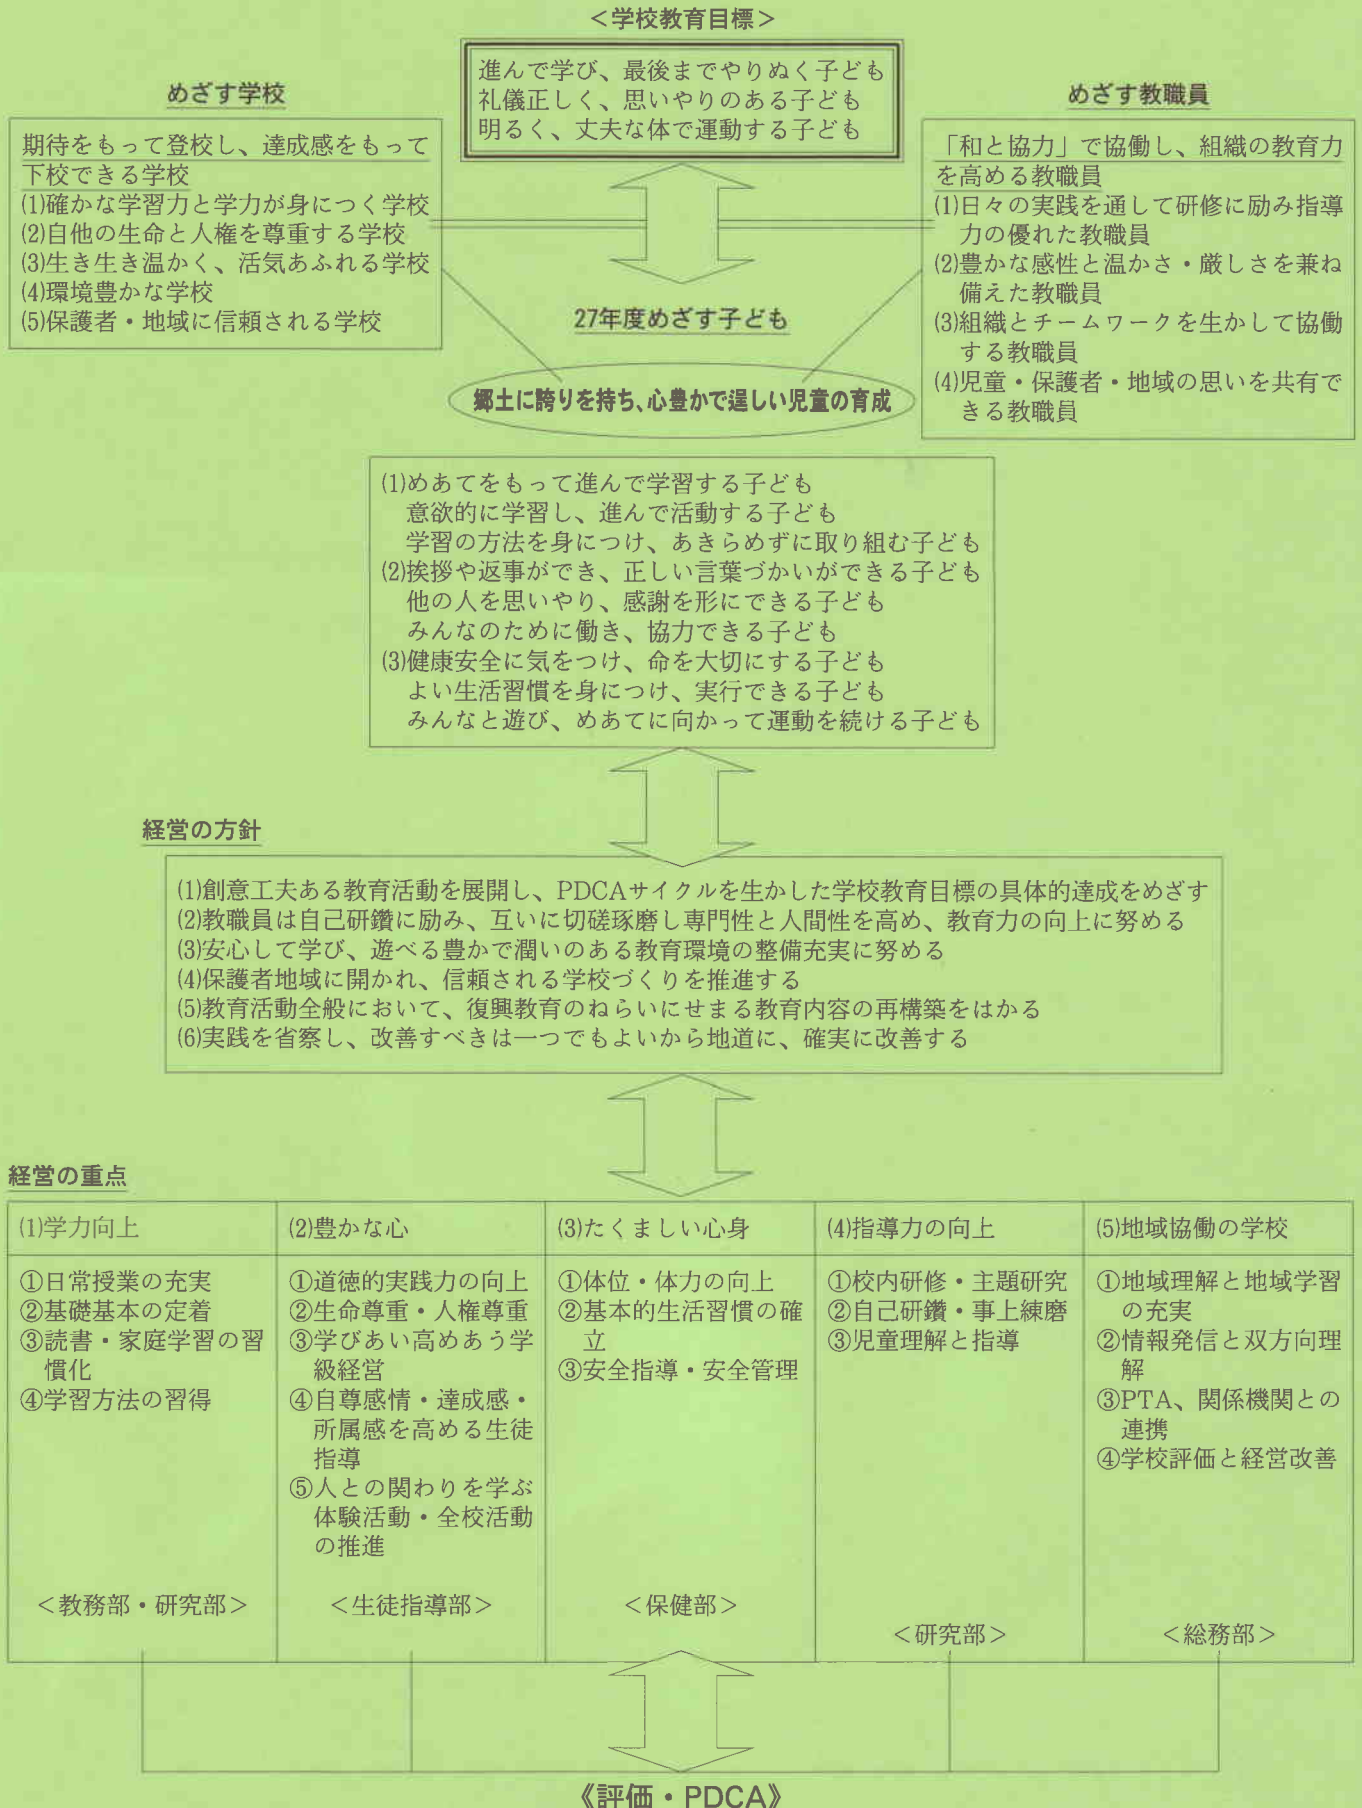 ＜学校教育目標＞
進んで学び、最後までやりぬく子ども
礼儀正しく、思いやりのある子ども
明るく、丈夫な体で運動する子ども
めざす学校
期待をもって登校し、達成感をもって
下校できる学校
(1)確かな学習力と学力が身につく学校
(2)自他の生命と人権を尊重する学校
(3)生き生き温かく、活気あふれる学校
(4)環境豊かな学校
(5)保護者・地域に信頼される学校
めざす教職員
「和と協力」で協働し、組織の教育力
を高める教職員
(1)日々の実践を通して研修に励み指導
力の優れた教職員
(2)豊かな感性と温かさ・厳しさを兼ね
備えた教職員
(3)組織とチームワークを生かして協働
する教職員
(4)児童・保護者・地域の思いを共有で
きる教職員
27年度めざす子ども
郷土に誇りを持ち、心豊かで逞しい児童の育成
(1)めあてをもって進んで学習する子ども
意欲的に学習し、進んで活動する子ども
学習の方法を身につけ、あきらめずに取り組む子ども
(2)挨拶や返事ができ、正しい言葉づかいができる子ども
他の人を思いやり、感謝を形にできる子ども
みんなのために働き、協力できる子ども
(3)健康安全に気をつけ、命を大切にする子ども
よい生活習慣を身につけ、実行できる子ども
みんなと遊び、めあてに向かって運動を続ける子ども
経営の方針
(1)創意工夫ある教育活動を展開し、PDCAサイクルを生かした学校教育目標の具体的達成をめざす
(2)教職員は自己研鑽に励み、互いに切磋琢磨し専門性と人間性を高め、教育力の向上に努める
(3)安心して学び、遊べる豊かで潤いのある教育環境の整備充実に努める
(4)保護者地域に開かれ、信頼される学校づくりを推進する
(5)教育活動全般において、復興教育のねらいにせまる教育内容の再構築をはかる
(6)実践を省察し、改善すべきは一つでもよいから地道に、確実に改善する
経営の重点
(1)学力向上
①日常授業の充実
②基礎基本の定着
③読書・家庭学習の習
慣化
④学習方法の習得
＜教務部・研究部＞
(2)豊かな心
①道徳的実践力の向上
②生命尊重・人権尊重
③学びあい高めあう学
級経営
④自尊感情・達成感・
所属感を高める生徒
指導
⑤人との関わりを学ぶ
体験活動・全校活動
の推進
＜生徒指導部＞
(3)たくましい心身
①体位・体力の向上
②基本的生活習慣の確
立
③安全指導・安全管理
＜保健部＞
(4)指導力の向上
①校内研修・主題研究
②自己研鑽・事上練磨
③児童理解と指導
＜研究部＞
(5)地域協働の学校
①地域理解と地域学習
の充実
②情報発信と双方向理
解
③PTA、関係機関との
連携
④学校評価と経営改善
＜総務部＞
《評価・PDCA》